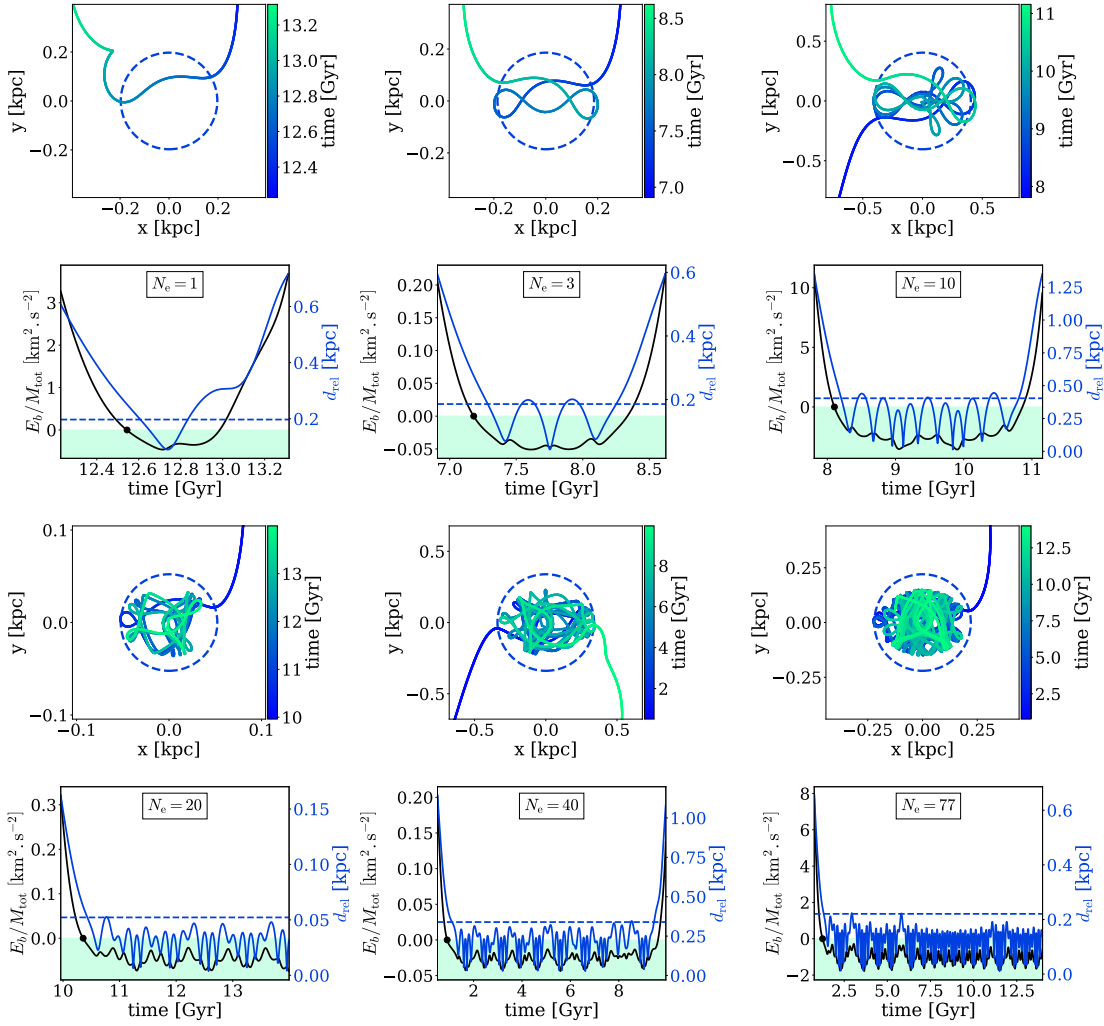 y [kpc]
0.2
0.0
−0.2
−0.2 0.0 0.2
x [kpc]
13.2
13.0
12.8
12.6
12.4
time [Gyr]
y [kpc]
0.2
0.0
−0.2
−0.2 0.0 0.2
x [kpc]
8.5
8.0
7.5
7.0
time [Gyr]
y [kpc]
0.5
0.0
−0.5
−0.5 0.0 0.5
x [kpc]
11
10
9
8
time [Gyr]
N_e = 1
E_b/M_tot [km².s⁻²]
3
2
1
0
12.4 12.6 12.8 13.0 13.2
time [Gyr]
0.6
0.4
0.2
d_rel [kpc]
N_e = 3
E_b/M_tot [km².s⁻²]
0.20
0.15
0.10
0.05
0.00
−0.05
7.0 7.5 8.0 8.5
time [Gyr]
0.6
0.4
0.2
0.0
d_rel [kpc]
N_e = 10
E_b/M_tot [km².s⁻²]
10
5
0
8 9 10 11
time [Gyr]
1.25
1.00
0.75
0.50
0.25
0.00
d_rel [kpc]
y [kpc]
0.1
0.0
−0.1
−0.1 0.0 0.1
x [kpc]
13
12
11
10
time [Gyr]
y [kpc]
0.5
0.0
−0.5
−0.5 0.0 0.5
x [kpc]
8
6
4
2
time [Gyr]
y [kpc]
0.25
0.00
−0.25
−0.25 0.00 0.25
x [kpc]
12.5
10.0
7.5
5.0
2.5
time [Gyr]
N_e = 20
E_b/M_tot [km².s⁻²]
0.3
0.2
0.1
0.0
10 11 12 13
time [Gyr]
0.15
0.10
0.05
0.00
d_rel [kpc]
N_e = 40
E_b/M_tot [km².s⁻²]
0.20
0.15
0.10
0.05
0.00
−0.05
2 4 6 8
time [Gyr]
1.00
0.75
0.50
0.25
0.00
d_rel [kpc]
N_e = 77
E_b/M_tot [km².s⁻²]
8
6
4
2
0
−2
2.5 5.0 7.5 10.0 12.5
time [Gyr]
0.6
0.4
0.2
0.0
d_rel [kpc]